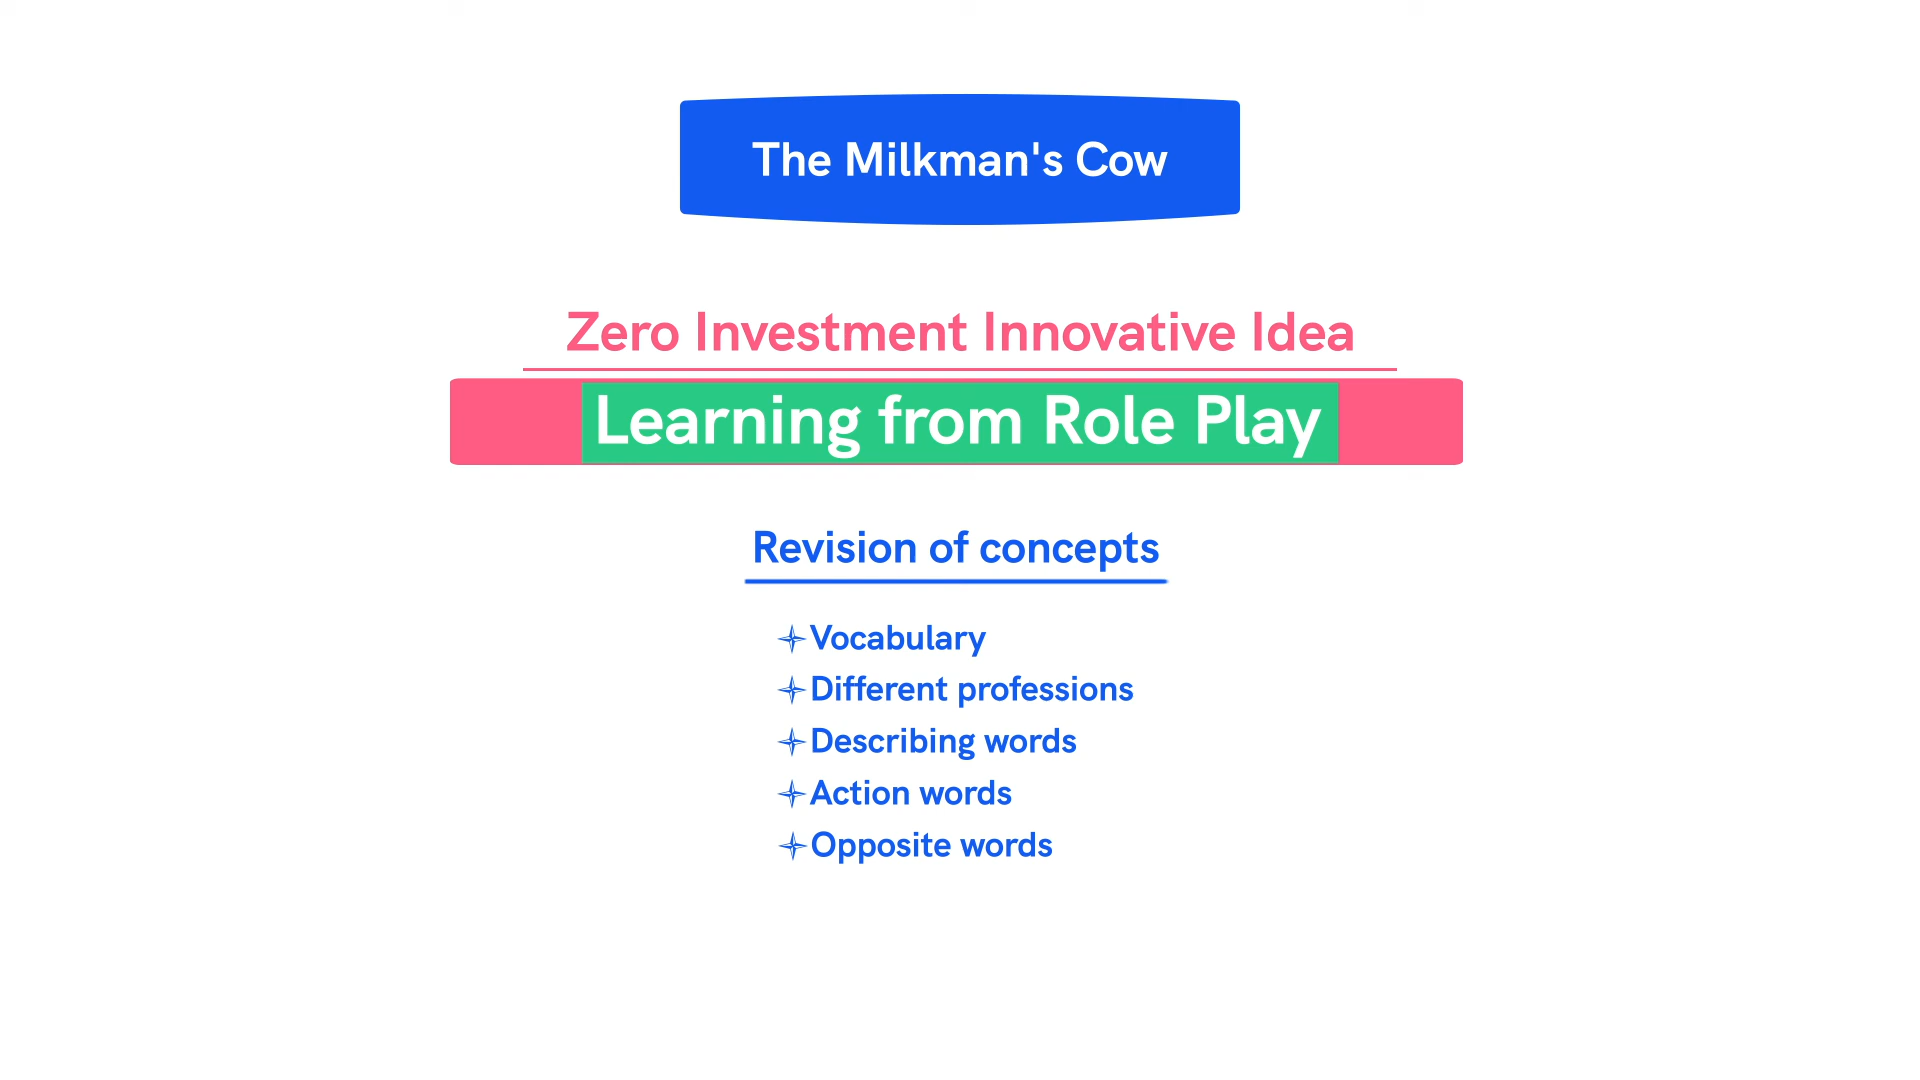 The Milkman's Cow
Zero Investment Innovative Idea
Learning from Role Play
Revision of concepts
Vocabulary
Different professions
Describing words
Action words
Opposite words